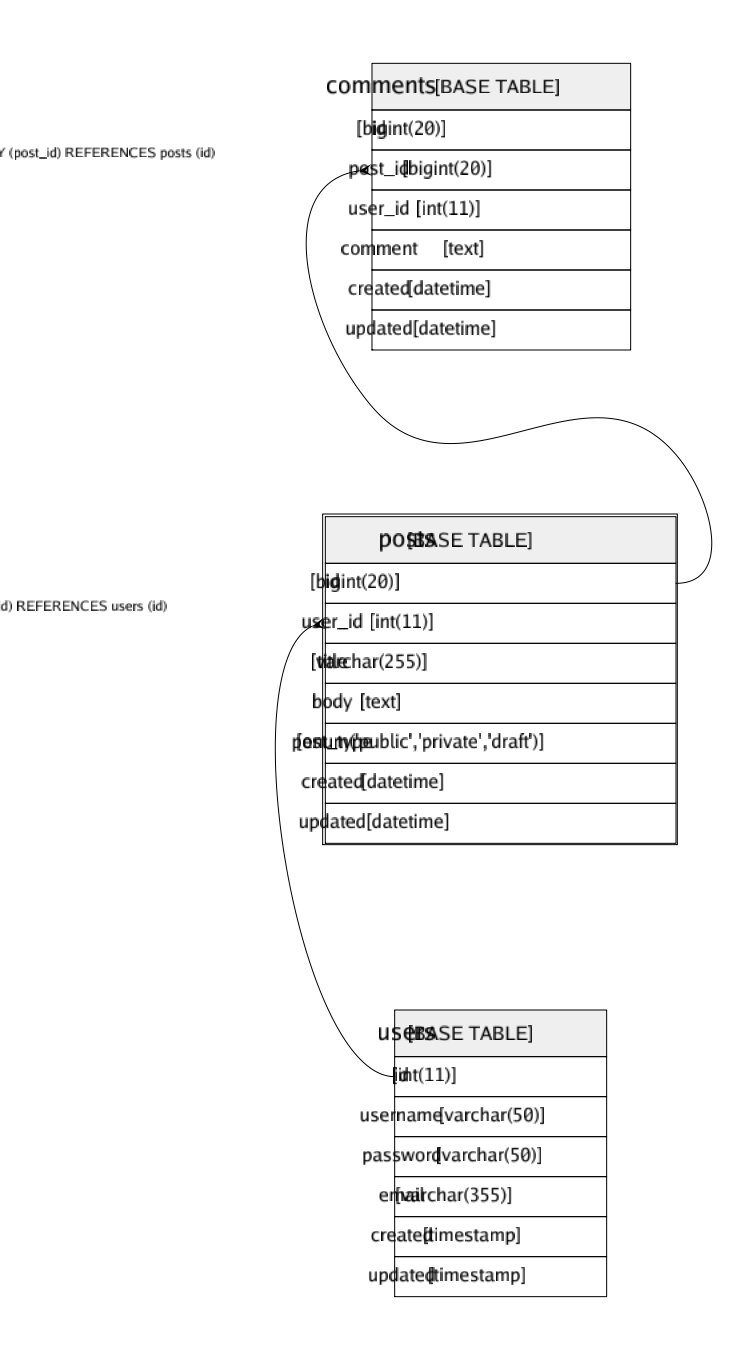 comments [BASE TABLE]
id [bigint(20)]
Y (post_id) REFERENCES posts (id)
post_id [bigint(20)]
user_id [int(11)]
comment [text]
created [datetime]
updated [datetime]
posts [BASE TABLE]
id [bigint(20)]
d) REFERENCES users (id)
user_id [int(11)]
title [varchar(255)]
body [text]
post_type [enum('public','private','draft')]
created [datetime]
updated [datetime]
users [BASE TABLE]
id [int(11)]
username [varchar(50)]
password [varchar(50)]
email [varchar(355)]
created [timestamp]
updated [timestamp]